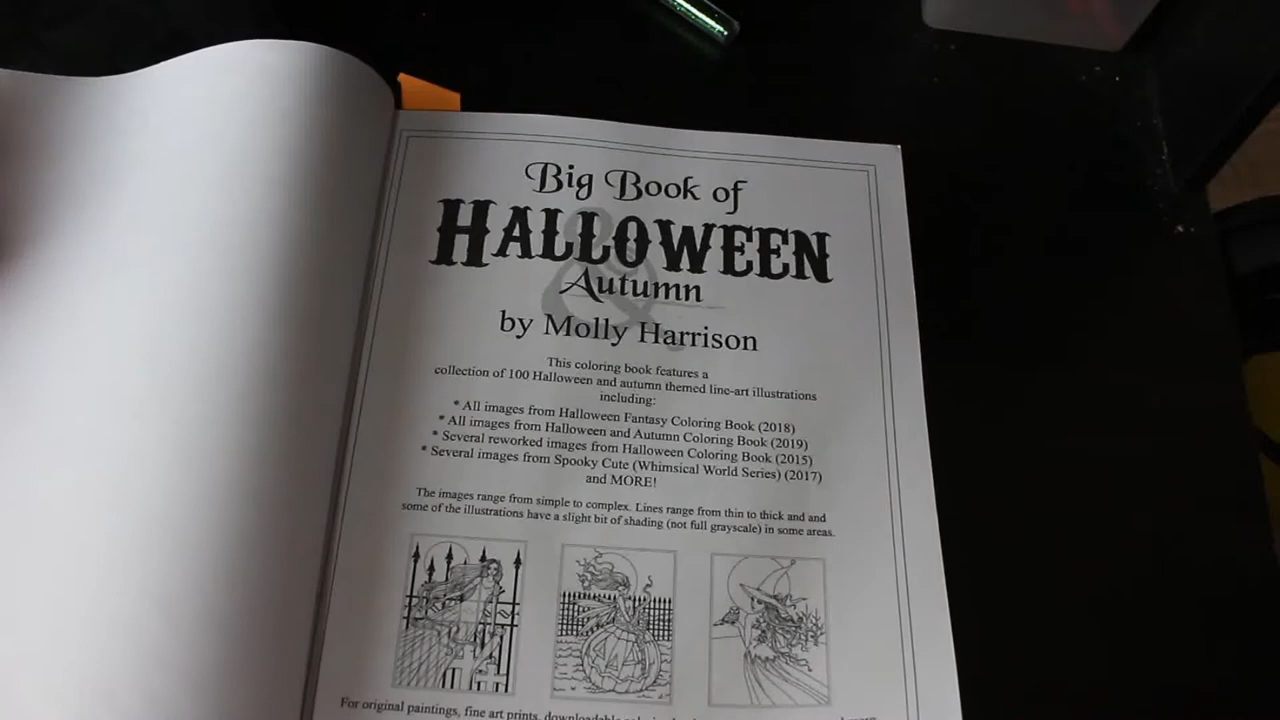 Big Book of
HALLOWEEN
&
Autumn
by Molly Harrison
This coloring book features a
collection of 100 Halloween and autumn themed line-art illustrations
including:
* All images from Halloween Fantasy Coloring Book (2018)
* All images from Halloween and Autumn Coloring Book (2019)
* Several reworked images from Halloween Coloring Book (2015)
* Several images from Spooky Cute (Whimsical World Series) (2017)
and MORE!
The images range from simple to complex. Lines range from thin to thick and and
some of the illustrations have a slight bit of shading (not full grayscale) in some areas.
For original paintings, fine art prints, downloadable